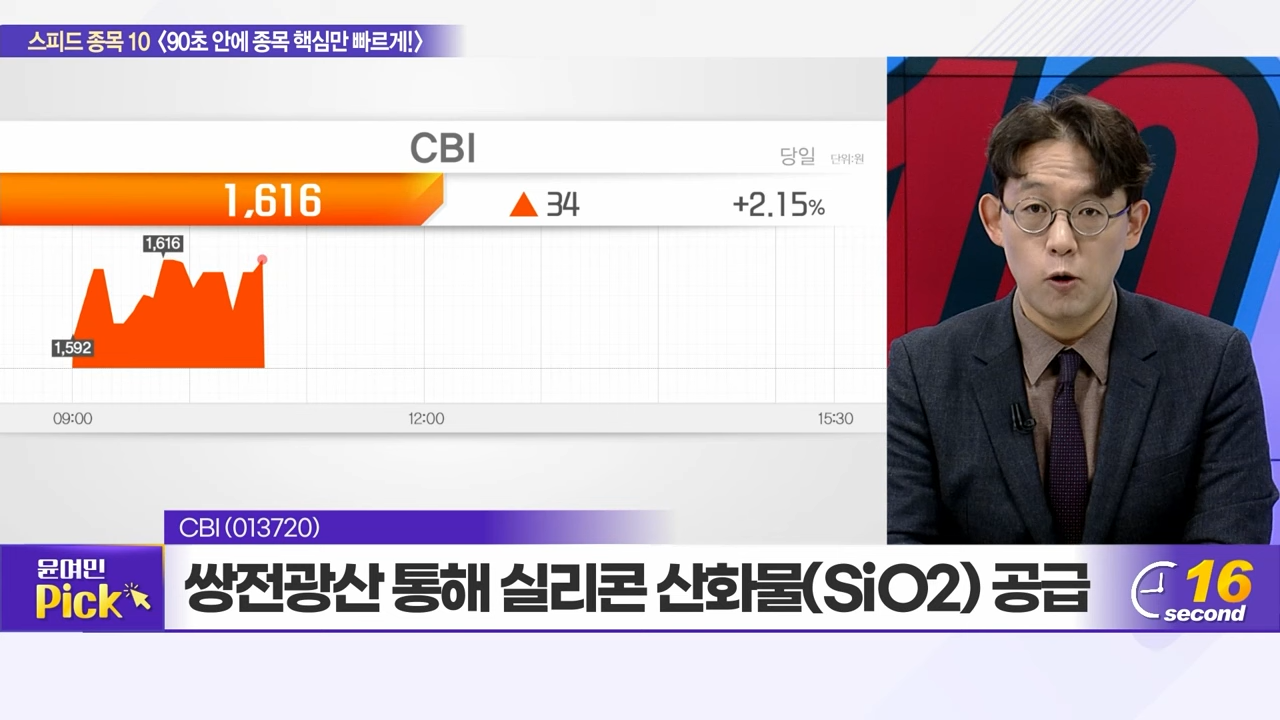 스피드 종목 10 <90초 안에 종목 핵심만 빠르게!>
CBI
당일 단위:원
1,616 ▲ 34 +2.15%
1,616
1,592
09:00 12:00 15:30
CBI (013720)
윤여민
Pick
쌍전광산 통해 실리콘 산화물(SiO2) 공급
16
second